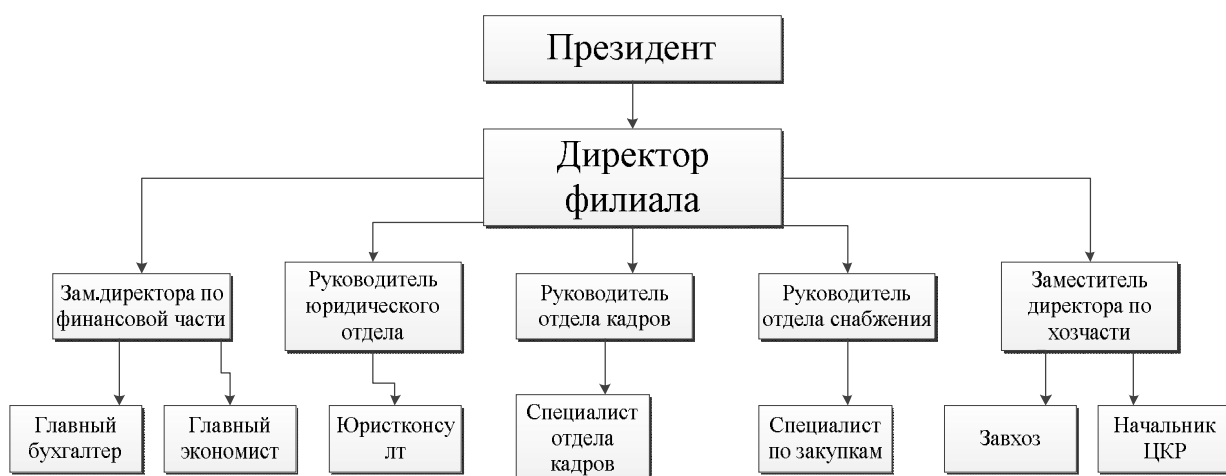 Президент
Директор
филиала
Зам.директора по
финансовой части
Руководитель
юридического
отдела
Руководитель
отдела кадров
Руководитель
отдела снабжения
Заместитель
директора по
хозчасти
Главный
бухгалтер
Главный
экономист
Юристконсу
лт
Специалист
отдела
кадров
Специалист
по закупкам
Завхоз
Начальник
ЦКР